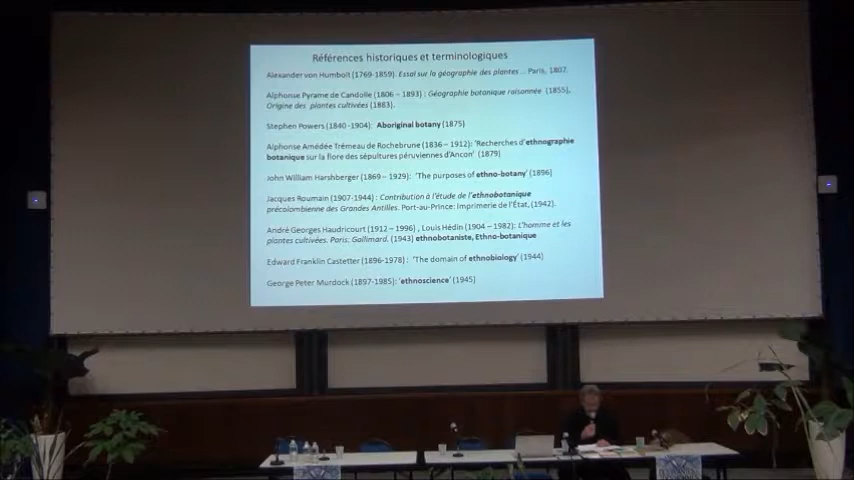 Références historiques et terminologiques
Alexander von Humbolt (1769-1859). Essai sur la géographie des plantes .. Paris, 1807.
Alphonse Pyrame de Candolle (1806 – 1893) : Géographie botanique raisonnée (1855),
Origine des plantes cultivées (1883).
Stephen Powers (1840 -1904): Aboriginal botany (1875)
Alphonse Amédée Trémeau de Rochebrune (1836 – 1912): 'Recherches d'ethnographie
botanique sur la flore des sépultures péruviennes d'Ancon' (1879)
John William Harshberger (1869 – 1929): 'The purposes of ethno-botany' (1896)
Jacques Roumain (1907-1944) : Contribution à l'étude de l'ethnobotanique
précolombienne des Grandes Antilles. Port-au-Prince: Imprimerie de l'État, (1942).
André Georges Haudricourt (1912 – 1996) , Louis Hédin (1904 – 1982): L'homme et les
plantes cultivées. Paris: Gallimard. (1943) ethnobotaniste, Ethno-botanique
Edward Franklin Castetter (1896-1978) : 'The domain of ethnobiology' (1944)
George Peter Murdock (1897-1985): 'ethnoscience' (1945)